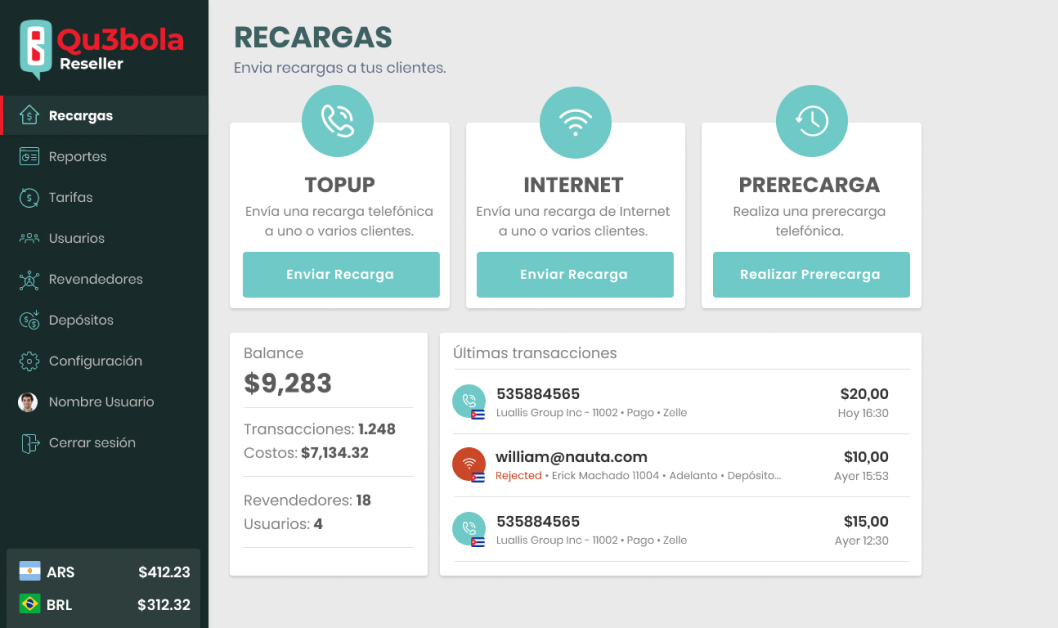 Qu3bola
Reseller
Recargas
Reportes
Tarifas
Usuarios
Revendedores
Depósitos
Configuración
Nombre Usuario
Cerrar sesión
ARS $412.23
BRL $312.32
RECARGAS
Envia recargas a tus clientes.
TOPUP
Envía una recarga telefónica
a uno o varios clientes.
Enviar Recarga
INTERNET
Envía una recarga de Internet
a uno o varios clientes.
Enviar Recarga
PRERECARGA
Realiza una prerecarga
telefónica.
Realizar Prerecarga
Balance
$9,283
Transacciones: 1.248
Costos: $7,134.32
Revendedores: 18
Usuarios: 4
Últimas transacciones
535884565 $20,00
Luallis Group Inc - 11002 • Pago • Zelle Hoy 16:30
william@nauta.com $10,00
Rejected • Erick Machado 11004 • Adelanto • Depósito... Ayer 15:53
535884565 $15,00
Luallis Group Inc - 11002 • Pago • Zelle Ayer 12:30